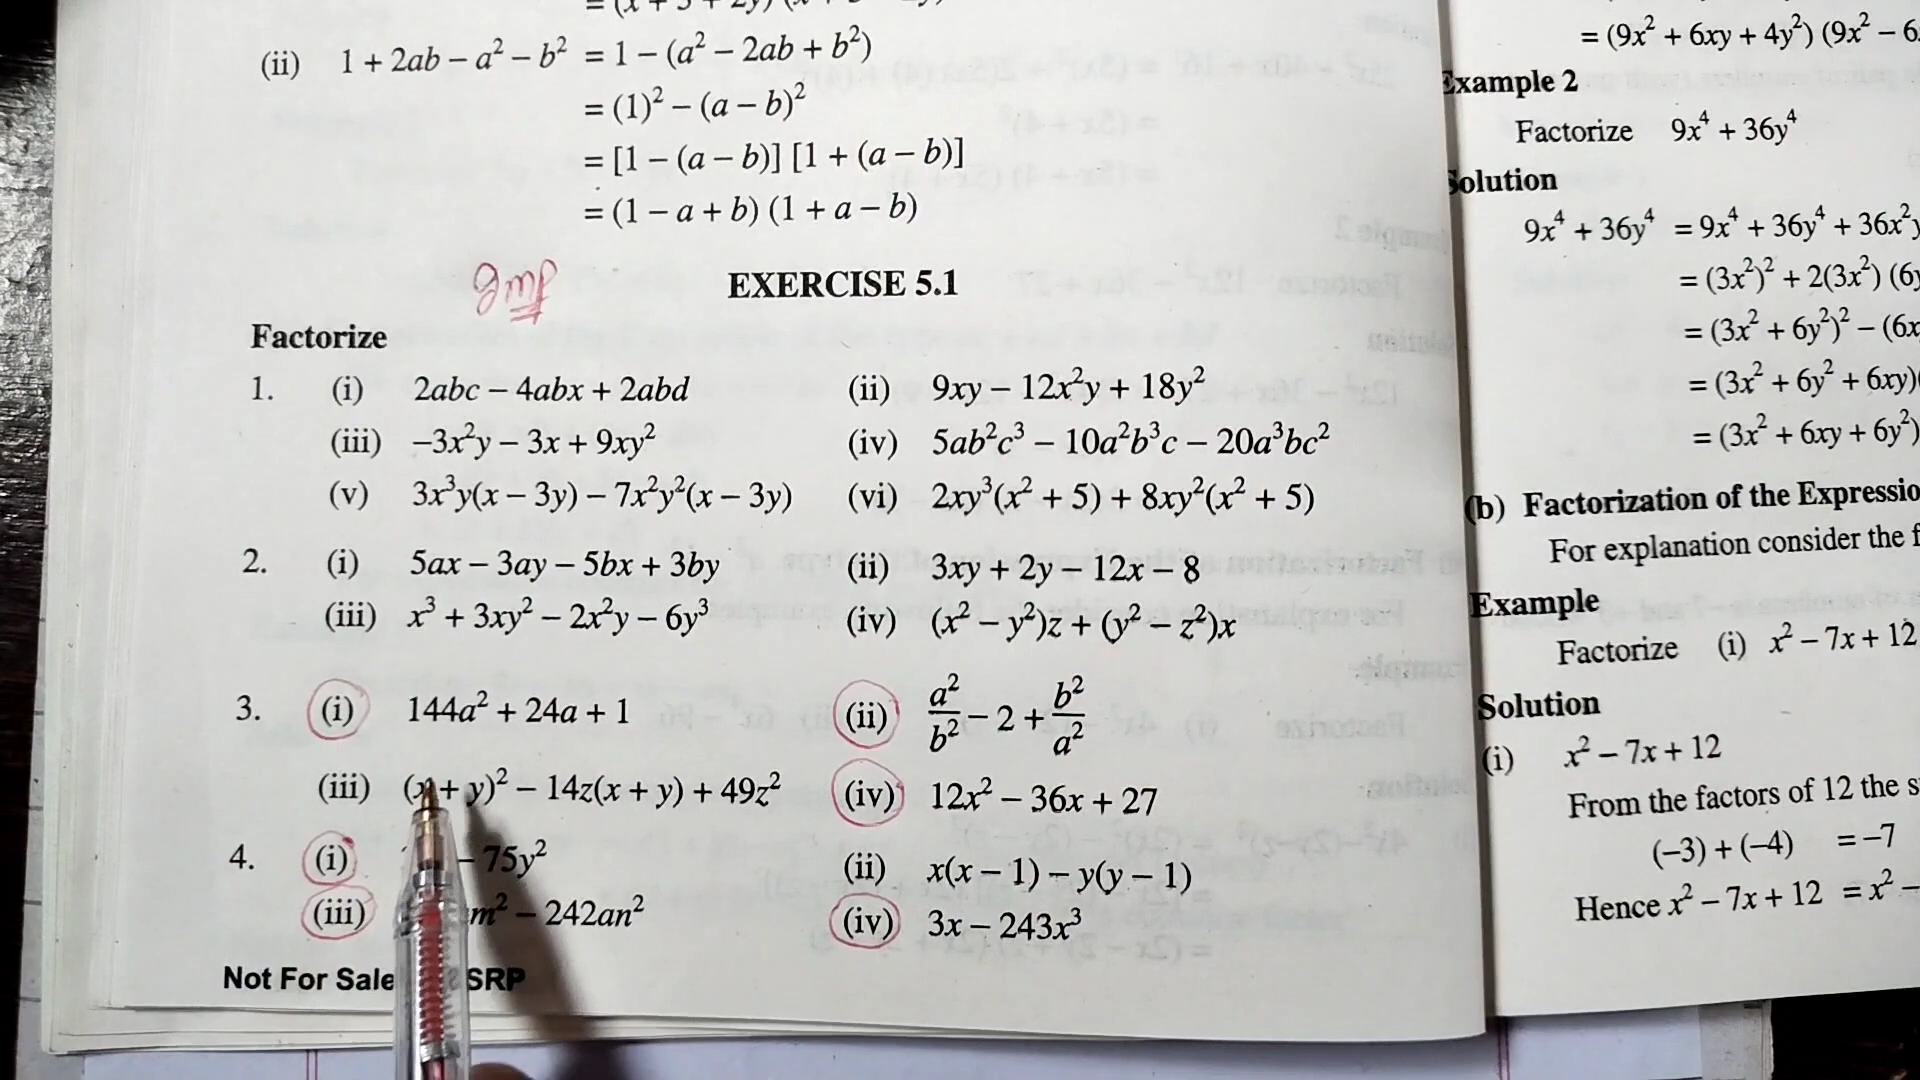 (ii) 1 + 2ab – a² – b² = 1 – (a² – 2ab + b²)
= (1)² – (a – b)²
= [1 – (a – b)] [1 + (a – b)]
= (1 – a + b) (1 + a – b)
Imp
EXERCISE 5.1
Factorize
1. (i) 2abc – 4abx + 2abd (ii) 9xy – 12x²y + 18y²
(iii) –3x²y – 3x + 9xy² (iv) 5ab²c³ – 10a²b³c – 20a³bc²
(v) 3x³y(x – 3y) – 7x²y²(x – 3y) (vi) 2xy³(x² + 5) + 8xy²(x² + 5)
2. (i) 5ax – 3ay – 5bx + 3by (ii) 3xy + 2y – 12x – 8
(iii) x³ + 3xy² – 2x²y – 6y³ (iv) (x² – y²)z + (y² – z²)x
3. (i) 144a² + 24a + 1 (ii) a²/b² – 2 + b²/a²
(iii) (x + y)² – 14z(x + y) + 49z² (iv) 12x² – 36x + 27
4. (i) – 75y² (ii) x(x – 1) – y(y – 1)
(iii) m² – 242an² (iv) 3x – 243x³
Not For Sale SRP
= (9x² + 6xy + 4y²) (9x² – 6
Example 2
Factorize 9x⁴ + 36y⁴
Solution
9x⁴ + 36y⁴ = 9x⁴ + 36y⁴ + 36x²y
= (3x²)² + 2(3x²) (6y
= (3x² + 6y²)² – (6x
= (3x² + 6y² + 6xy)(
= (3x² + 6xy + 6y²)
(b) Factorization of the Expressio
For explanation consider the f
Example
Factorize (i) x² – 7x + 12
Solution
(i) x² – 7x + 12
From the factors of 12 the s
(–3) + (–4) = –7
Hence x² – 7x + 12 = x² –